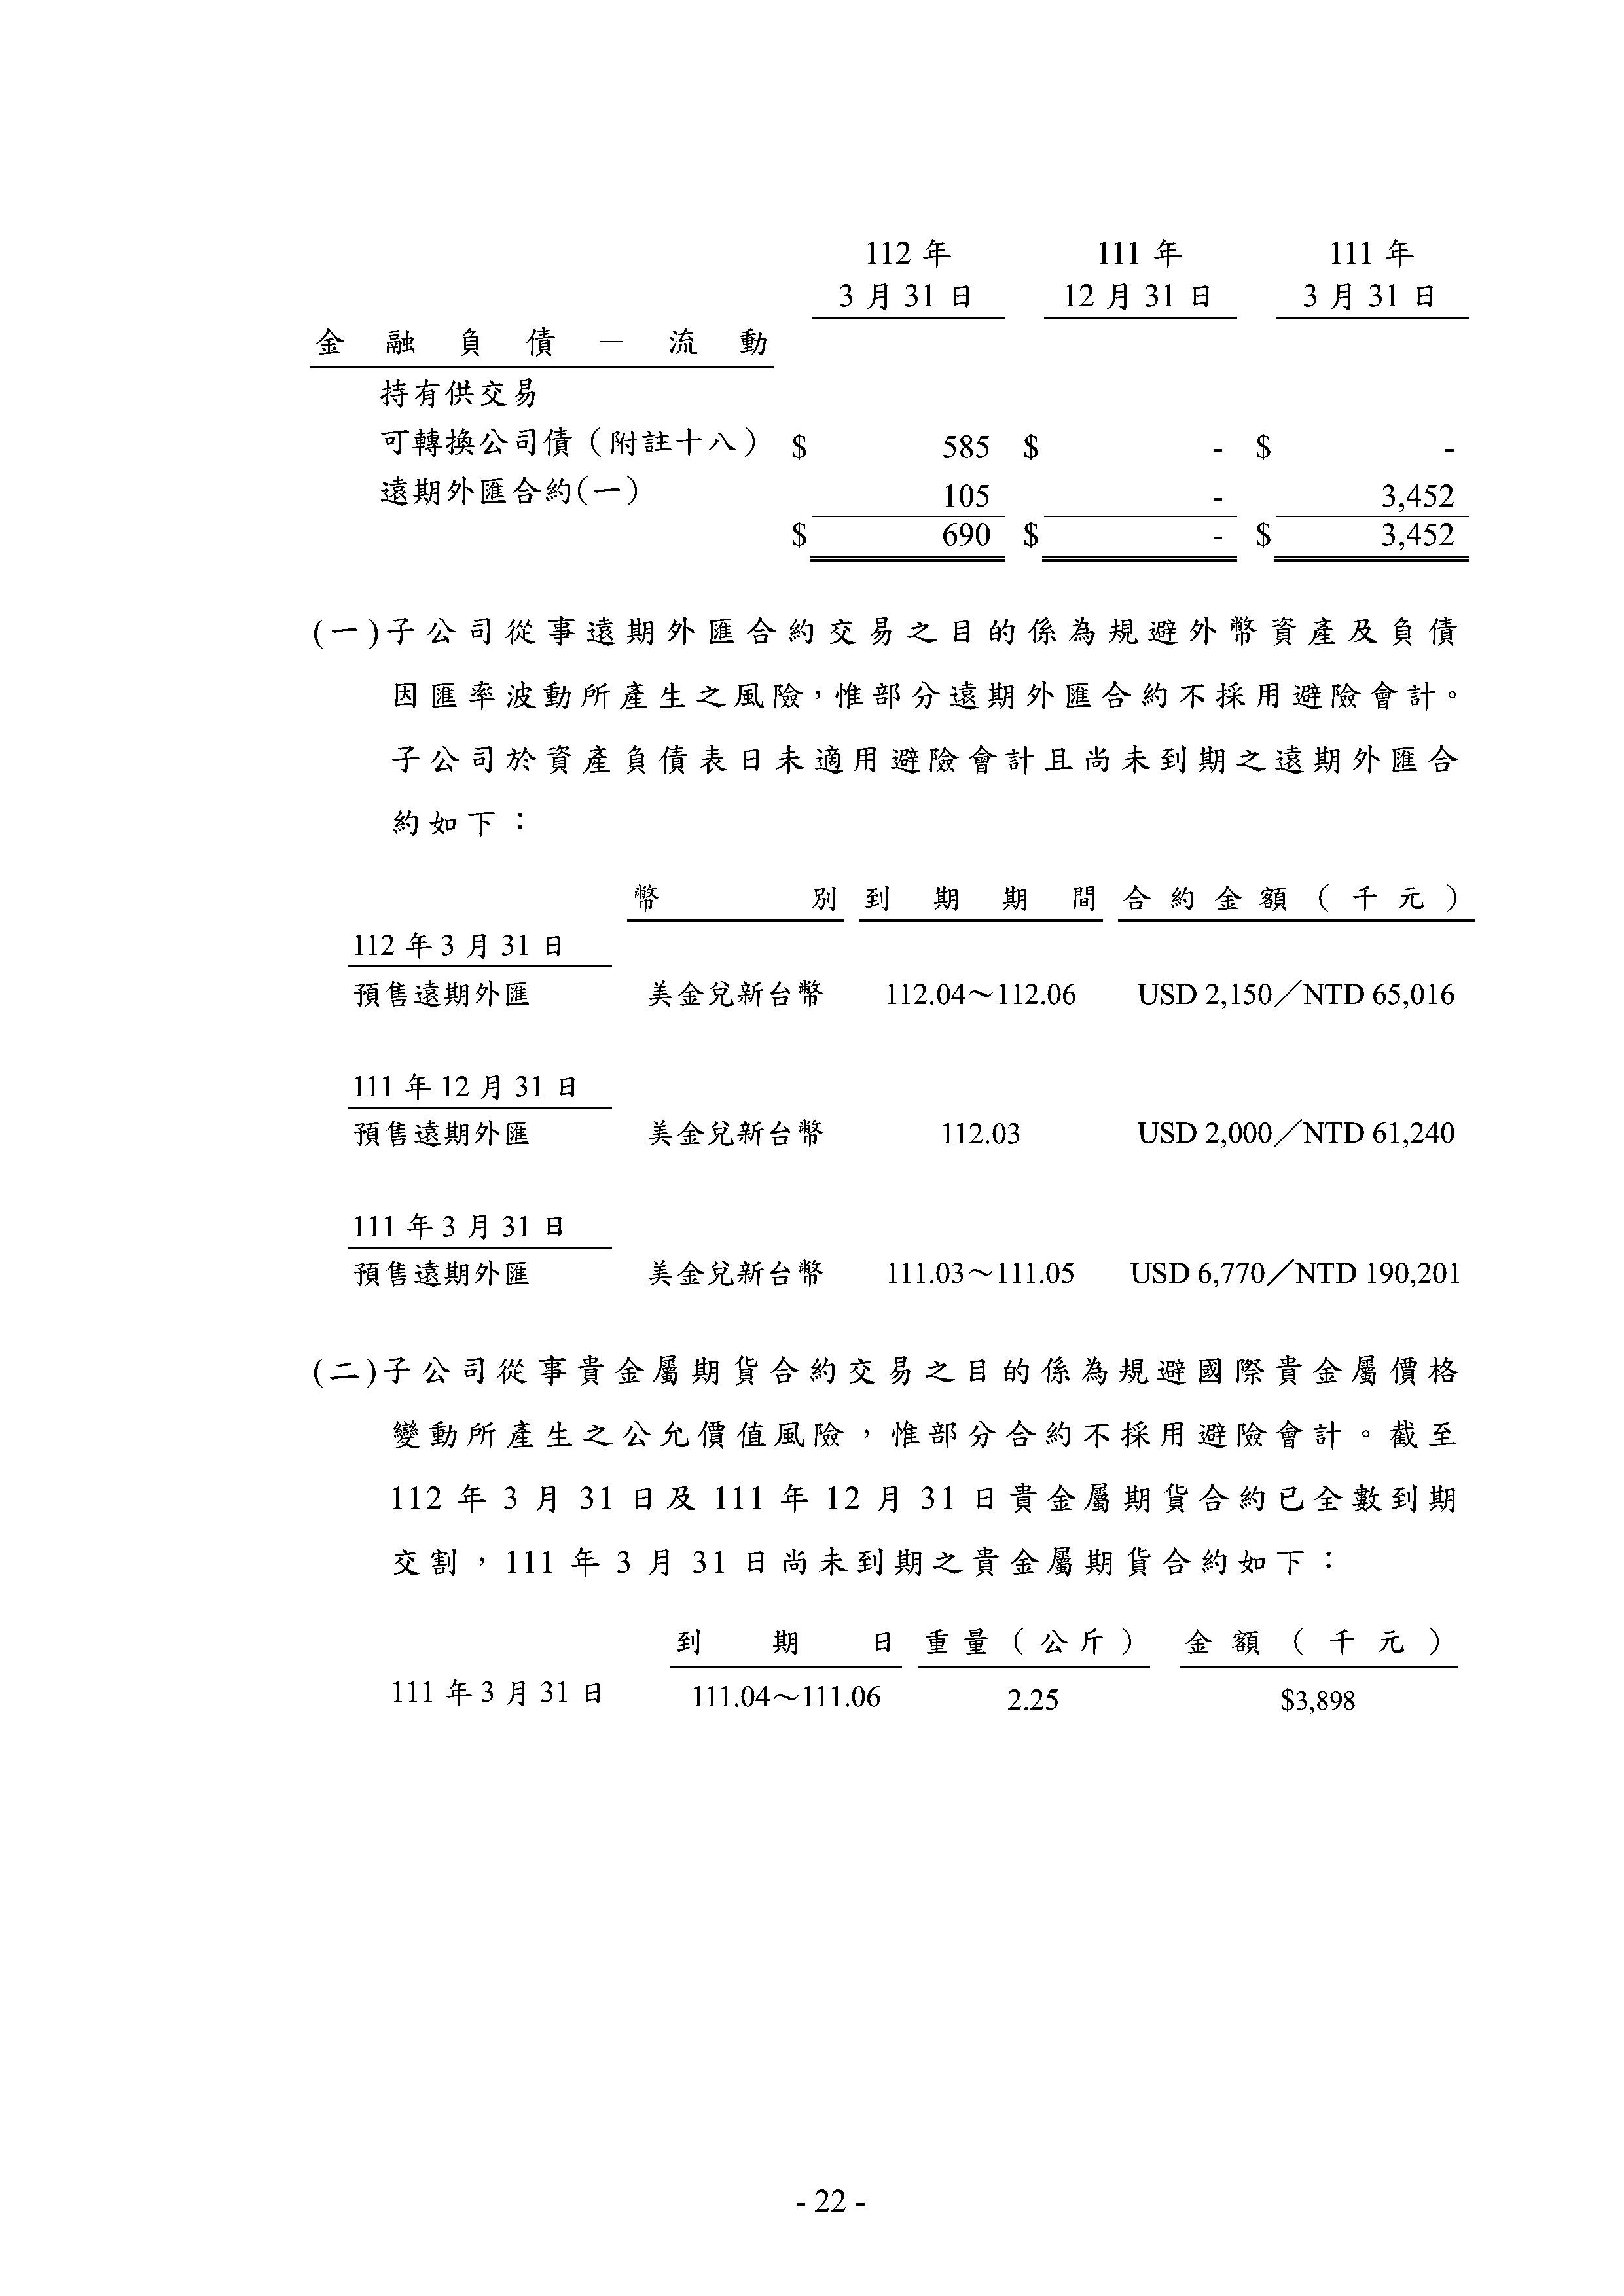 112 年 111 年 111 年
3 月 31 日 12 月 31 日 3 月 31 日
金融負債－流動
持有供交易
可轉換公司債（附註十八） $ 585 $ - $ -
遠期外匯合約(一) 105 - 3,452
$ 690 $ - $ 3,452
(一)子公司從事遠期外匯合約交易之目的係為規避外幣資產及負債
因匯率波動所產生之風險，惟部分遠期外匯合約不採用避險會計。
子公司於資產負債表日未適用避險會計且尚未到期之遠期外匯合
約如下：
幣別 到期期間 合約金額（千元）
112 年 3 月 31 日
預售遠期外匯 美金兌新台幣 112.04～112.06 USD 2,150／NTD 65,016
111 年 12 月 31 日
預售遠期外匯 美金兌新台幣 112.03 USD 2,000／NTD 61,240
111 年 3 月 31 日
預售遠期外匯 美金兌新台幣 111.03～111.05 USD 6,770／NTD 190,201
(二)子公司從事貴金屬期貨合約交易之目的係為規避國際貴金屬價格
變動所產生之公允價值風險，惟部分合約不採用避險會計。截至
112 年 3 月 31 日及 111 年 12 月 31 日貴金屬期貨合約已全數到期
交割，111 年 3 月 31 日尚未到期之貴金屬期貨合約如下：
到期日 重量（公斤） 金額（千元）
111 年 3 月 31 日 111.04～111.06 2.25 $3,898
- 22 -